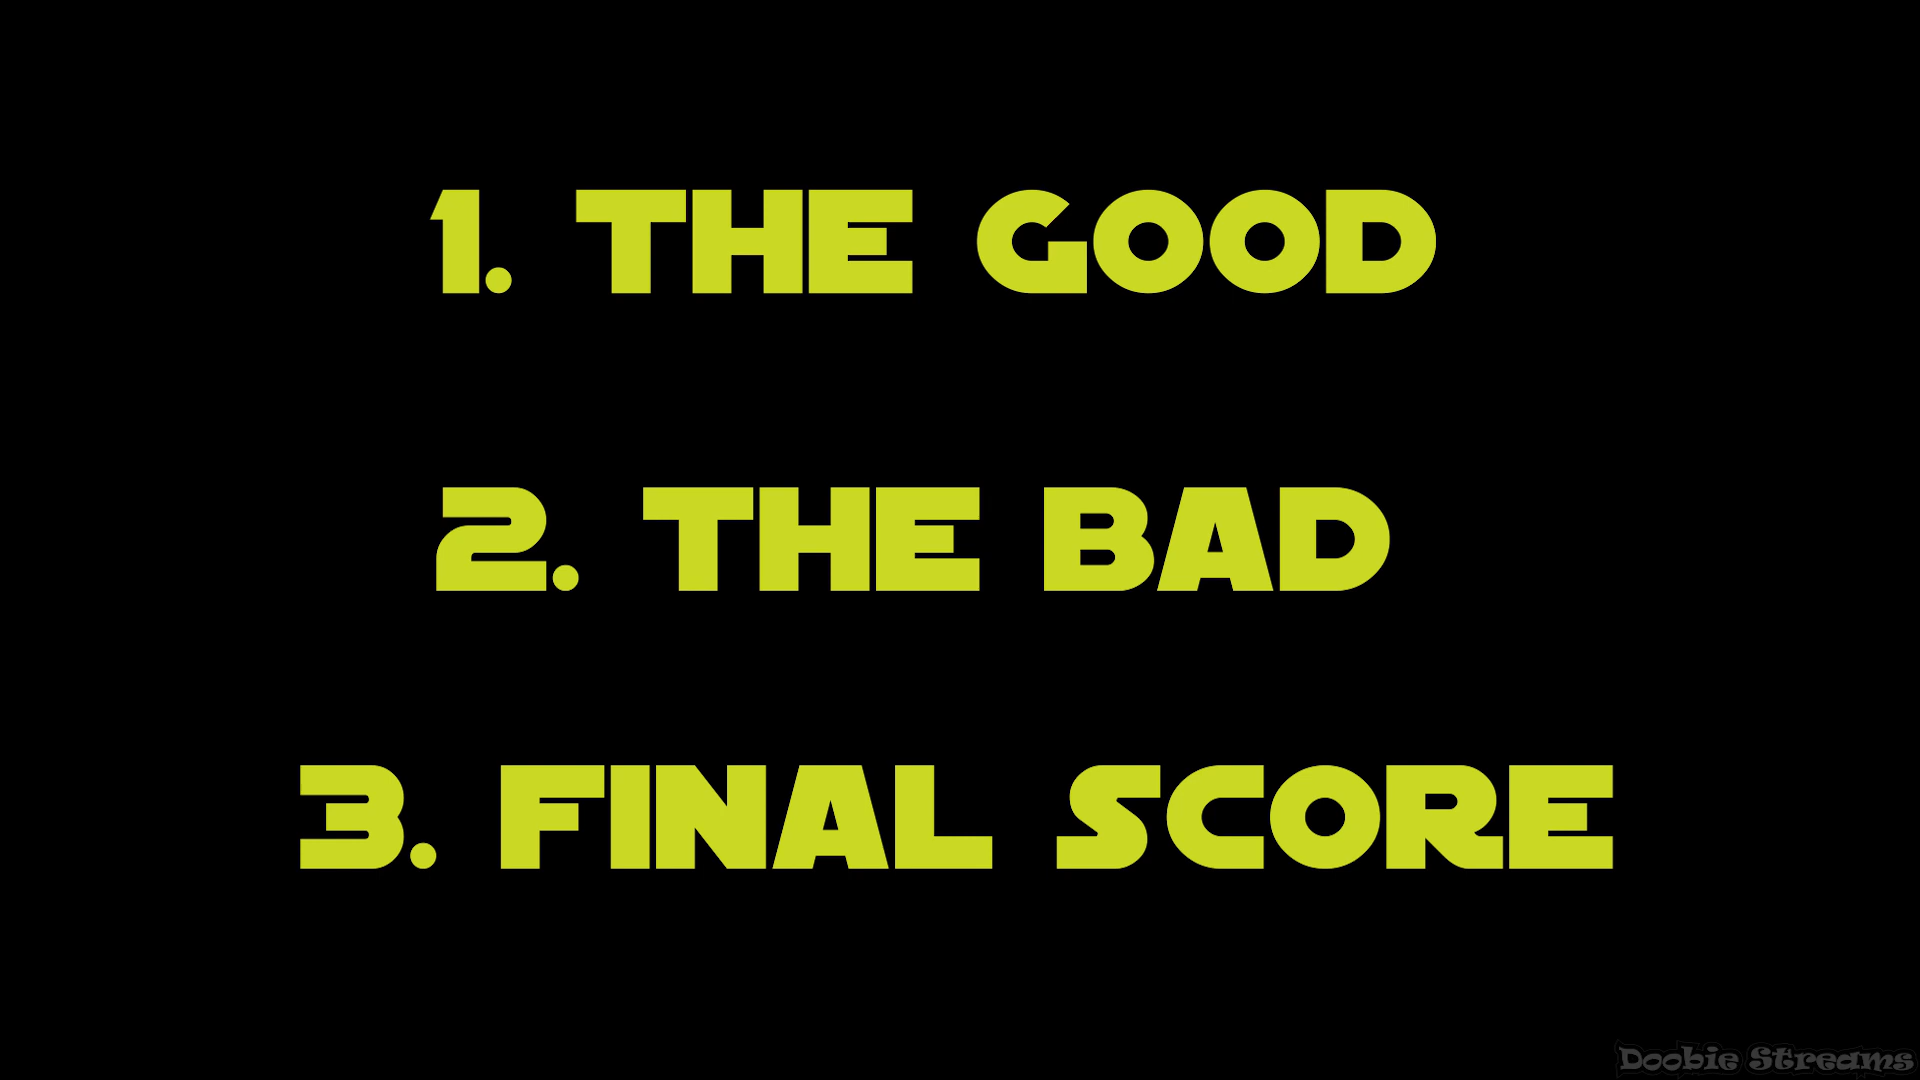 1. THE GOOD
2. THE BAD
3. FINAL SCORE
Doobie Streams